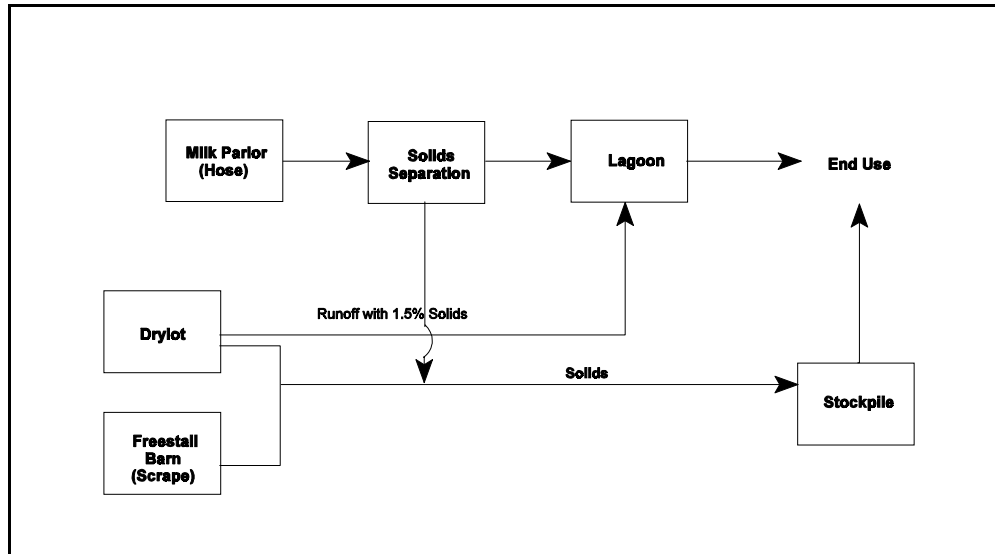 Milk Parlor
(Hose)
Solids
Separation
Lagoon
End Use
Runoff with 1.5% Solids
Drylot
Solids
Stockpile
Freestall
Barn
(Scrape)